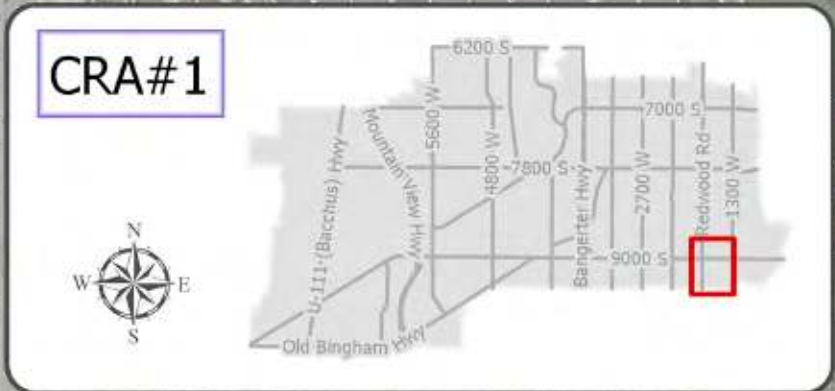 CRA#1
6200 S
7000 S
7800 S
9000 S
U-111 (Bacchus) Hwy
Mountain View Hwy
5600 W
4800 W
Bangerter Hwy
2700 W
Redwood Rd
1300 W
Old Bingham Hwy
N
W
E
S